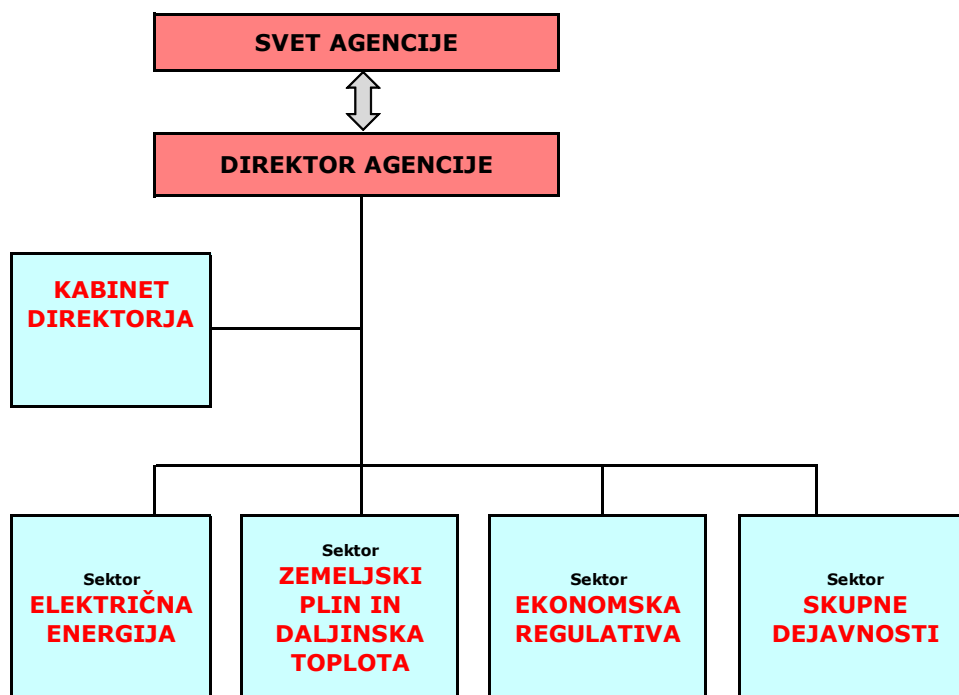 SVET AGENCIJE
DIREKTOR AGENCIJE
KABINET
DIREKTORJA
Sektor
ELEKTRIČNA
ENERGIJA
Sektor
ZEMELJSKI
PLIN IN
DALJINSKA
TOPLOTA
Sektor
EKONOMSKA
REGULATIVA
Sektor
SKUPNE
DEJAVNOSTI